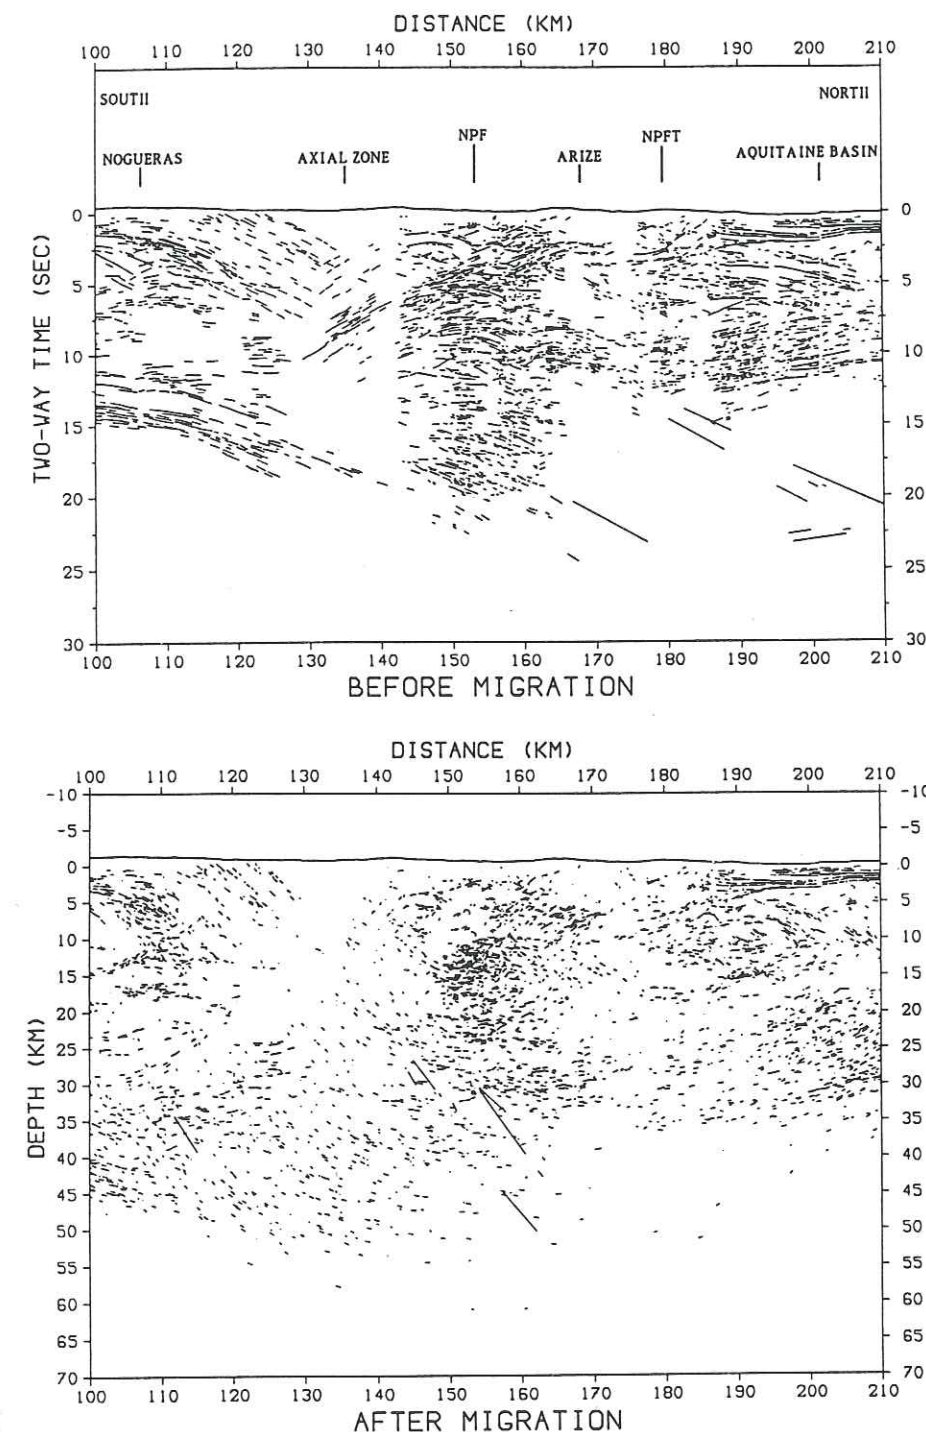 DISTANCE (KM)
100 110 120 130 140 150 160 170 180 190 200 210
SOUTII NORTII
NPF NPFT
NOGUERAS AXIAL ZONE ARIZE AQUITAINE BASIN
0 0
5 5
10 10
15 15
20 20
25 25
30 30
TWO-WAY TIME (SEC)
100 110 120 130 140 150 160 170 180 190 200 210
BEFORE MIGRATION
DISTANCE (KM)
100 110 120 130 140 150 160 170 180 190 200 210
-10 -10
-5 -5
0 0
5 5
10 10
15 15
20 20
25 25
30 30
35 35
40 40
45 45
50 50
55 55
60 60
65 65
70 70
DEPTH (KM)
100 110 120 130 140 150 160 170 180 190 200 210
AFTER MIGRATION